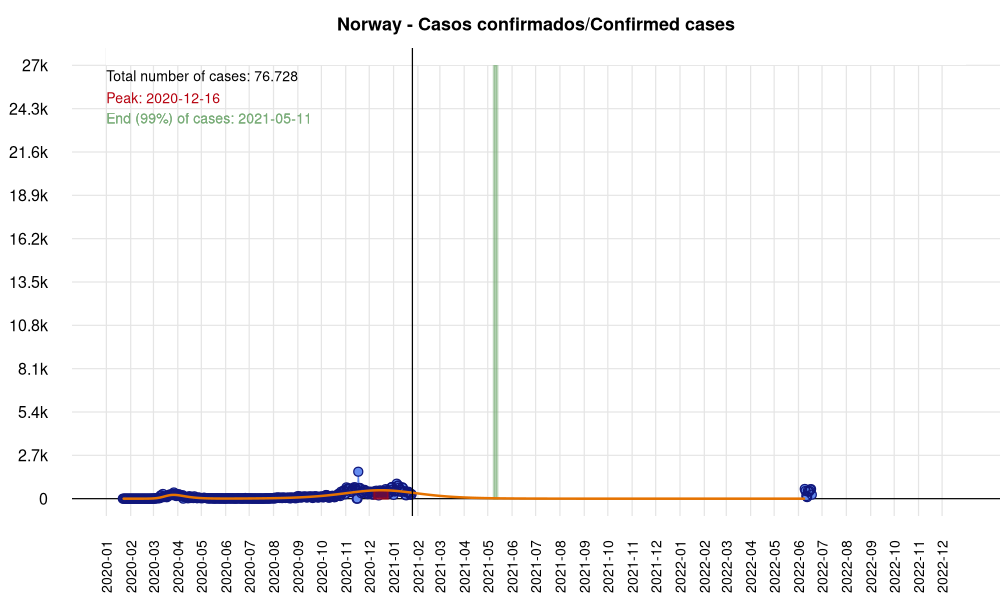 Norway - Casos confirmados/Confirmed cases
Total number of cases: 76.728
Peak: 2020-12-16
End (99%) of cases: 2021-05-11
27k
24.3k
21.6k
18.9k
16.2k
13.5k
10.8k
8.1k
5.4k
2.7k
0
2020-01
2020-02
2020-03
2020-04
2020-05
2020-06
2020-07
2020-08
2020-09
2020-10
2020-11
2020-12
2021-01
2021-02
2021-03
2021-04
2021-05
2021-06
2021-07
2021-08
2021-09
2021-10
2021-11
2021-12
2022-01
2022-02
2022-03
2022-04
2022-05
2022-06
2022-07
2022-08
2022-09
2022-10
2022-11
2022-12